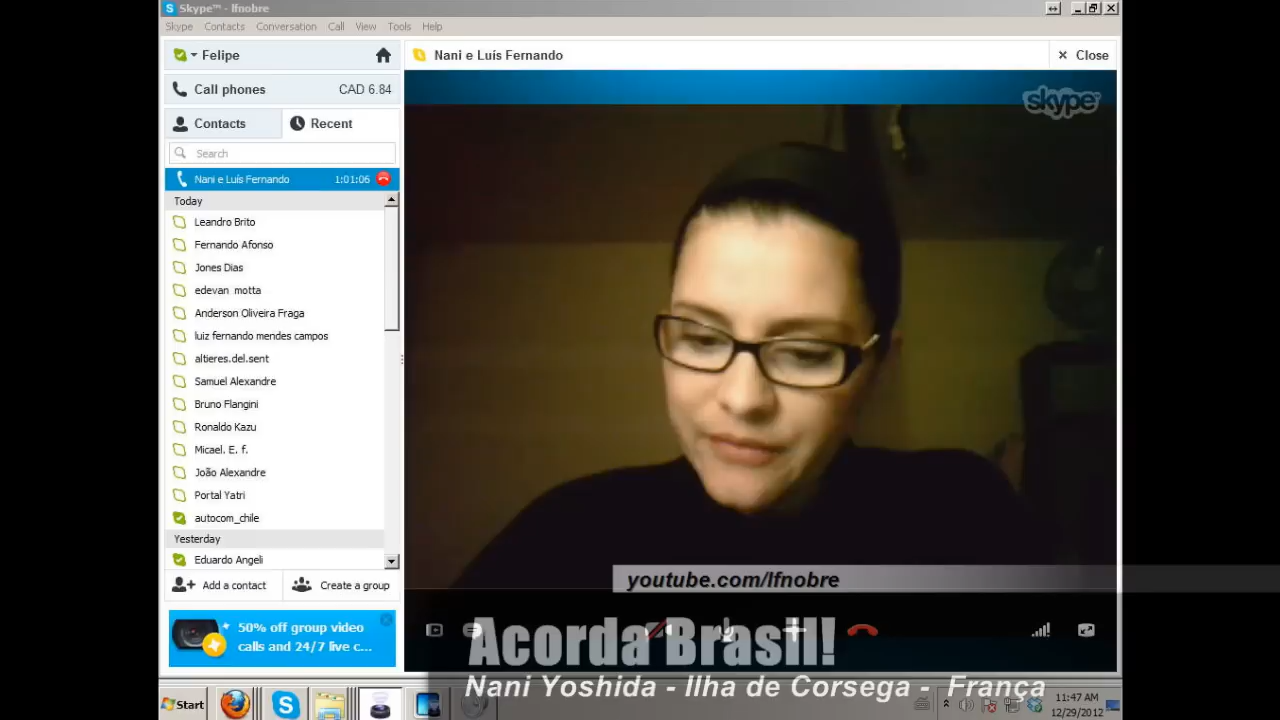 Skype™ - lfnobre
Skype Contacts Conversation Call View Tools Help
Felipe
Call phones CAD 6.84
Contacts Recent
Search
Nani e Luís Fernando 1:01:06
Today
Leandro Brito
Fernando Afonso
Jones Dias
edevan motta
Anderson Oliveira Fraga
luiz fernando mendes campos
altieres.del.sent
Samuel Alexandre
Bruno Flangini
Ronaldo Kazu
Micael. E. f.
João Alexandre
Portal Yatri
autocom_chile
Yesterday
Eduardo Angeli
Add a contact Create a group
50% off group video
calls and 24/7 live c...
Nani e Luís Fernando × Close
skype
youtube.com/lfnobre
Acorda Brasil!
Nani Yoshida - Ilha de Corsega - França
Start
11:47 AM
12/29/2012